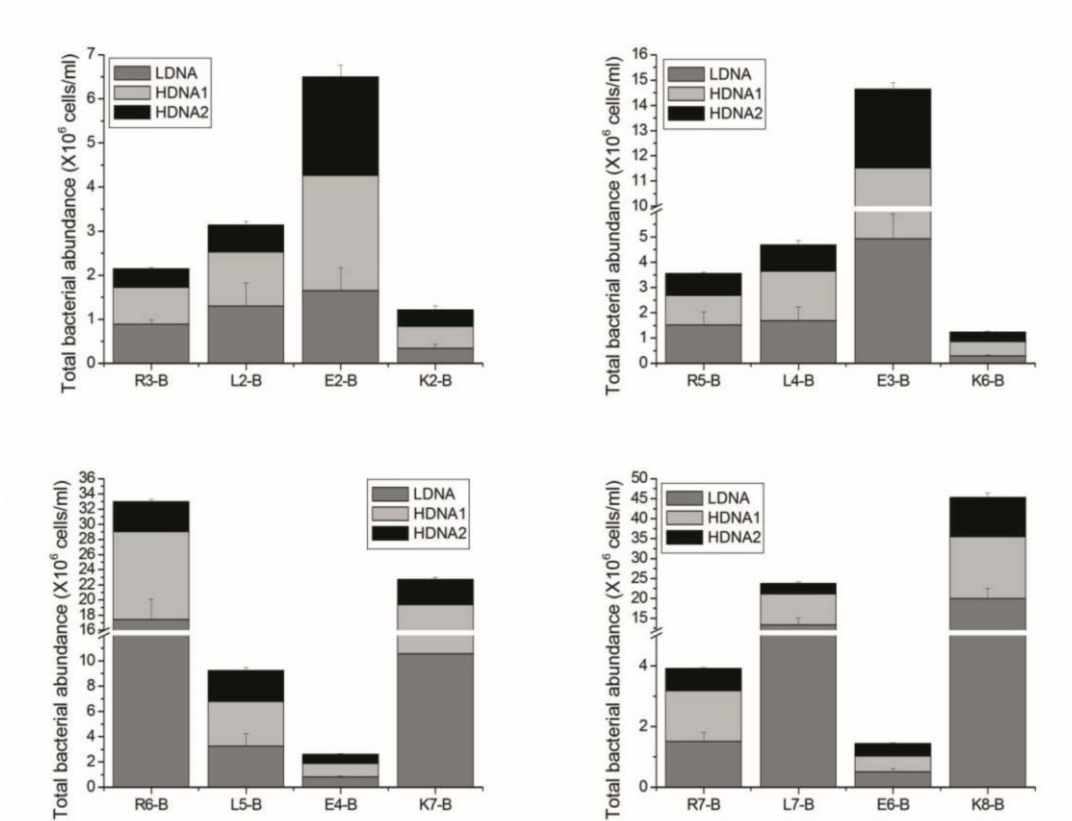 Total bacterial abundance (X10⁶ cells/ml)
7
6
5
4
3
2
1
0
LDNA
HDNA1
HDNA2
R3-B L2-B E2-B K2-B
Total bacterial abundance (X10⁶ cells/ml)
16
15
14
13
12
11
10
5
4
3
2
1
0
LDNA
HDNA1
HDNA2
R5-B L4-B E3-B K6-B
Total bacterial abundance (X10⁶ cells/ml)
36
34
32
30
28
26
24
22
20
18
16
10
8
6
4
2
0
LDNA
HDNA1
HDNA2
R6-B L5-B E4-B K7-B
Total bacterial abundance (X10⁶ cells/ml)
50
45
40
35
30
25
20
15
4
2
0
LDNA
HDNA1
HDNA2
R7-B L7-B E6-B K8-B